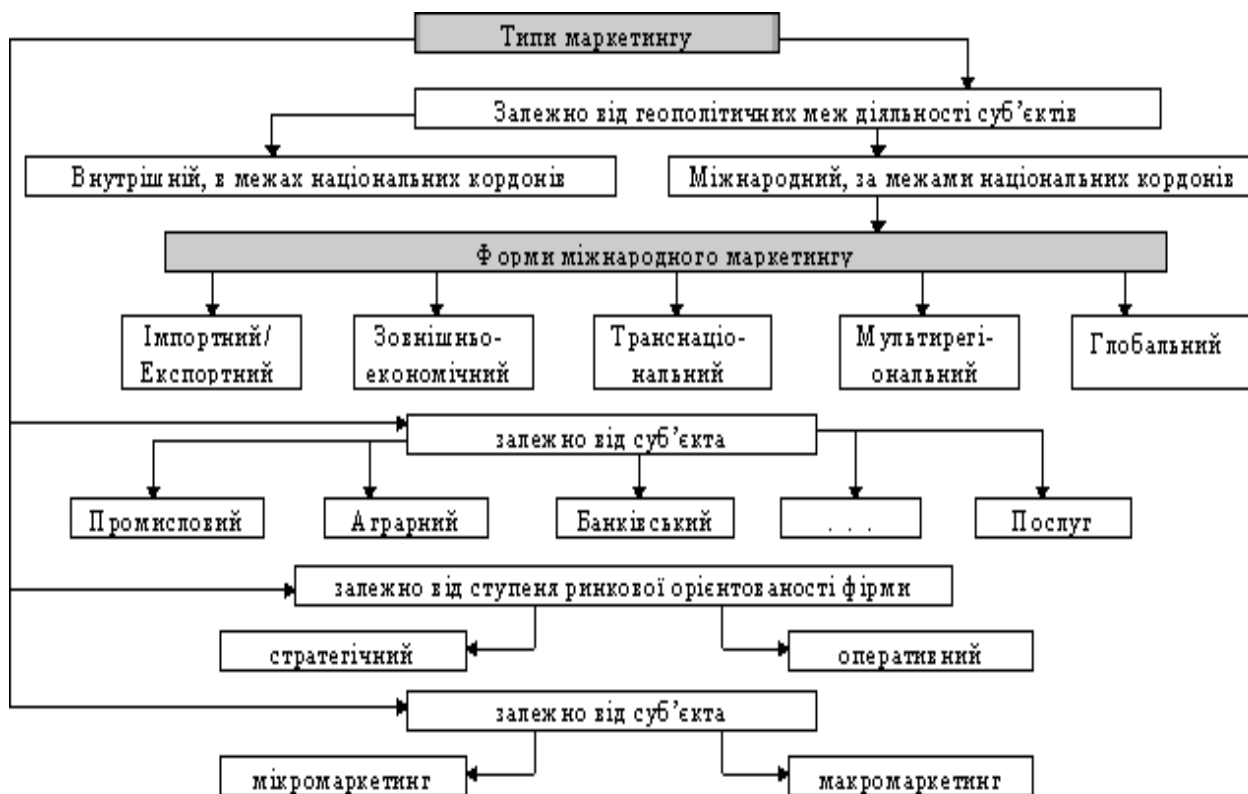 Типи маркетингу
Залежно від геополітичних меж діяльності суб’єктів
Внутрішній, в межах національних кордонів
Міжнародний, за межами національних кордонів
Форми міжнародного маркетингу
Імпортний/
Експортний
Зовнішньо-
економічний
Транснаціо-
нальний
Мультирегі-
ональний
Глобальний
залежно від суб’єкта
Промисловий
Аграрний
Банківський
. . .
Послуг
залежно від ступеня ринкової орієнтованості фірми
стратегічний
оперативний
залежно від суб’єкта
мікромаркетинг
макромаркетинг